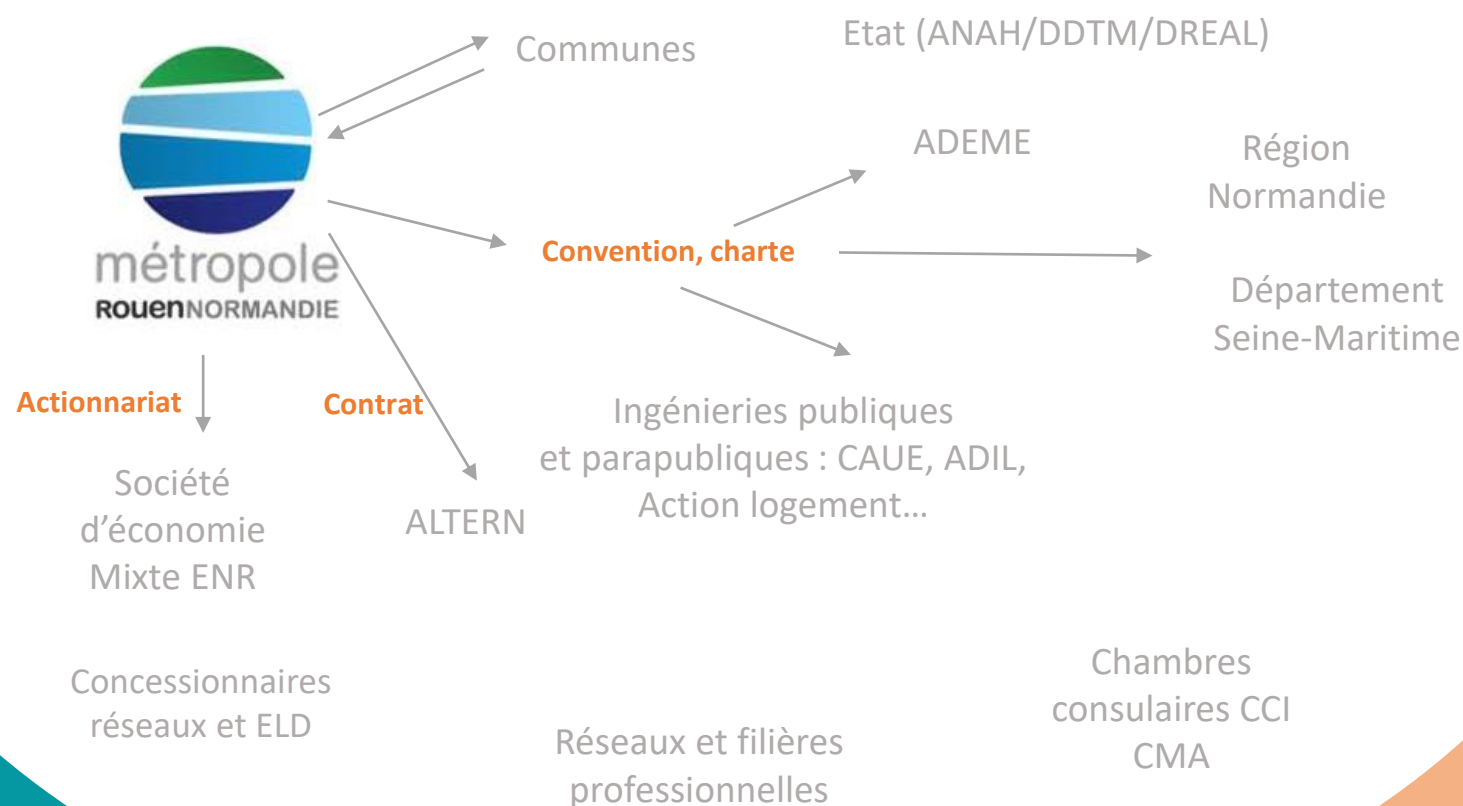 Communes
Etat (ANAH/DDTM/DREAL)
ADEME
Région
Normandie
métropole
ROUENNORMANDIE
Convention, charte
Département
Seine-Maritime
Actionnariat
Contrat
Ingénieries publiques
et parapubliques : CAUE, ADIL,
Action logement…
Société
d’économie
Mixte ENR
ALTERN
Concessionnaires
réseaux et ELD
Réseaux et filières
professionnelles
Chambres
consulaires CCI
CMA